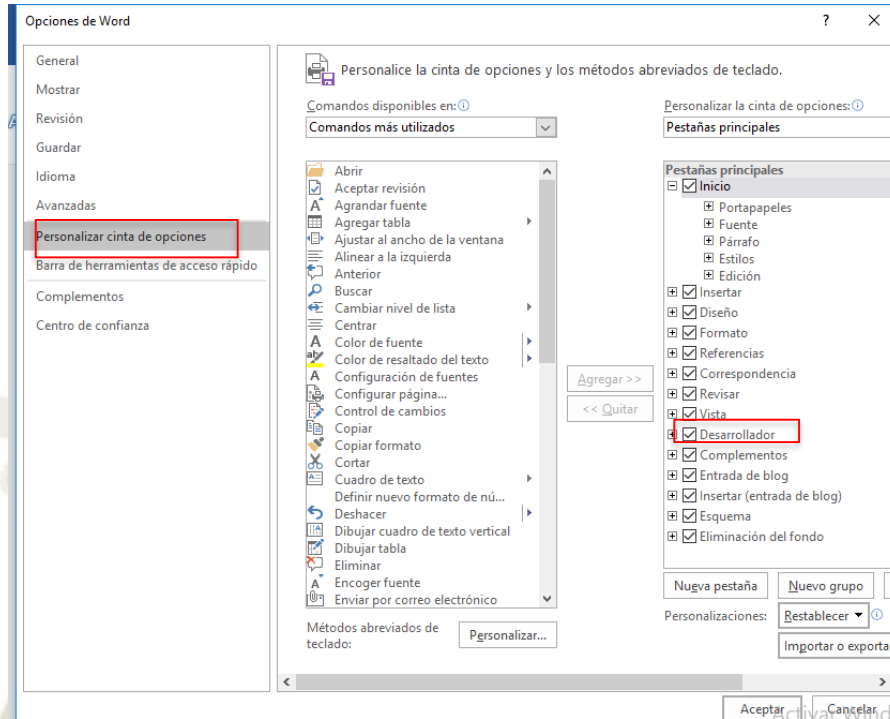 Opciones de Word
?
General
Mostrar
Revisión
Guardar
Idioma
Avanzadas
Personalizar cinta de opciones
Barra de herramientas de acceso rápido
Complementos
Centro de confianza
Personalice la cinta de opciones y los métodos abreviados de teclado.
Comandos disponibles en:
Comandos más utilizados
Abrir
Aceptar revisión
Agrandar fuente
Agregar tabla
Ajustar al ancho de la ventana
Alinear a la izquierda
Anterior
Buscar
Cambiar nivel de lista
Centrar
Color de fuente
Color de resaltado del texto
Configuración de fuentes
Configurar página...
Control de cambios
Copiar
Copiar formato
Cortar
Cuadro de texto
Definir nuevo formato de nú...
Deshacer
Dibujar cuadro de texto vertical
Dibujar tabla
Eliminar
Encoger fuente
Enviar por correo electrónico
Métodos abreviados de
teclado:
Personalizar...
Agregar >>
<< Quitar
Personalizar la cinta de opciones:
Pestañas principales
Pestañas principales
Inicio
Portapapeles
Fuente
Párrafo
Estilos
Edición
Insertar
Diseño
Formato
Referencias
Correspondencia
Revisar
Vista
Desarrollador
Complementos
Entrada de blog
Insertar (entrada de blog)
Esquema
Eliminación del fondo
Nueva pestaña
Nuevo grupo
Personalizaciones:
Restablecer
Importar o exporta
Aceptar
Cancelar